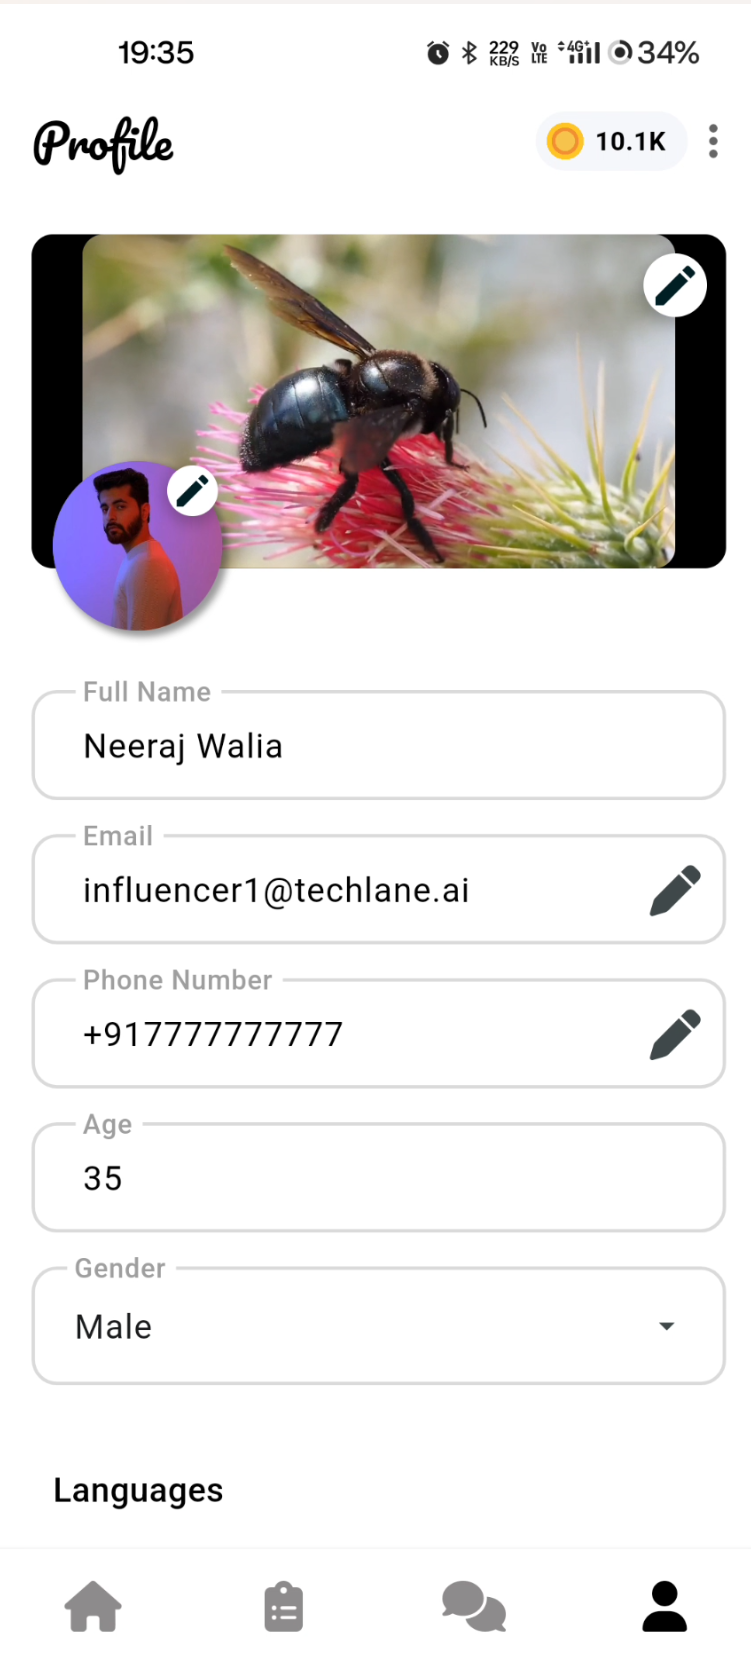 19:35
229 KB/S Vo LTE 4G+ 34%
Profile
10.1K
Full Name
Neeraj Walia
Email
influencer1@techlane.ai
Phone Number
+917777777777
Age
35
Gender
Male
Languages